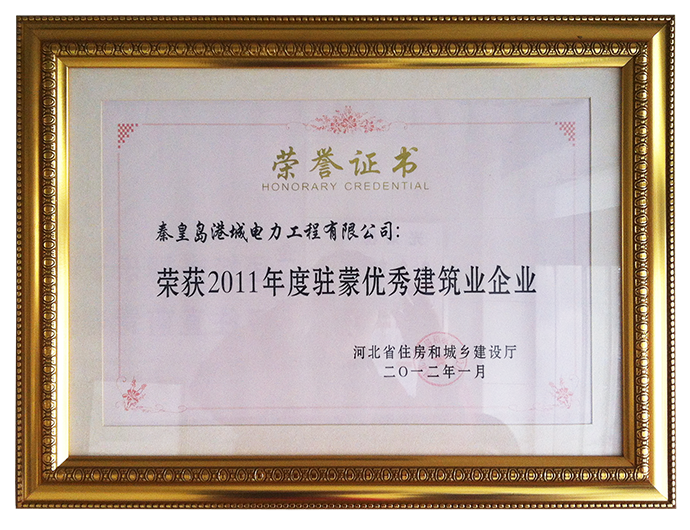 荣誉证书
HONORARY CREDENTIAL
秦皇岛港城电力工程有限公司:
荣获2011年度驻蒙优秀建筑业企业
河北省住房和城乡建设厅
二〇一二年一月